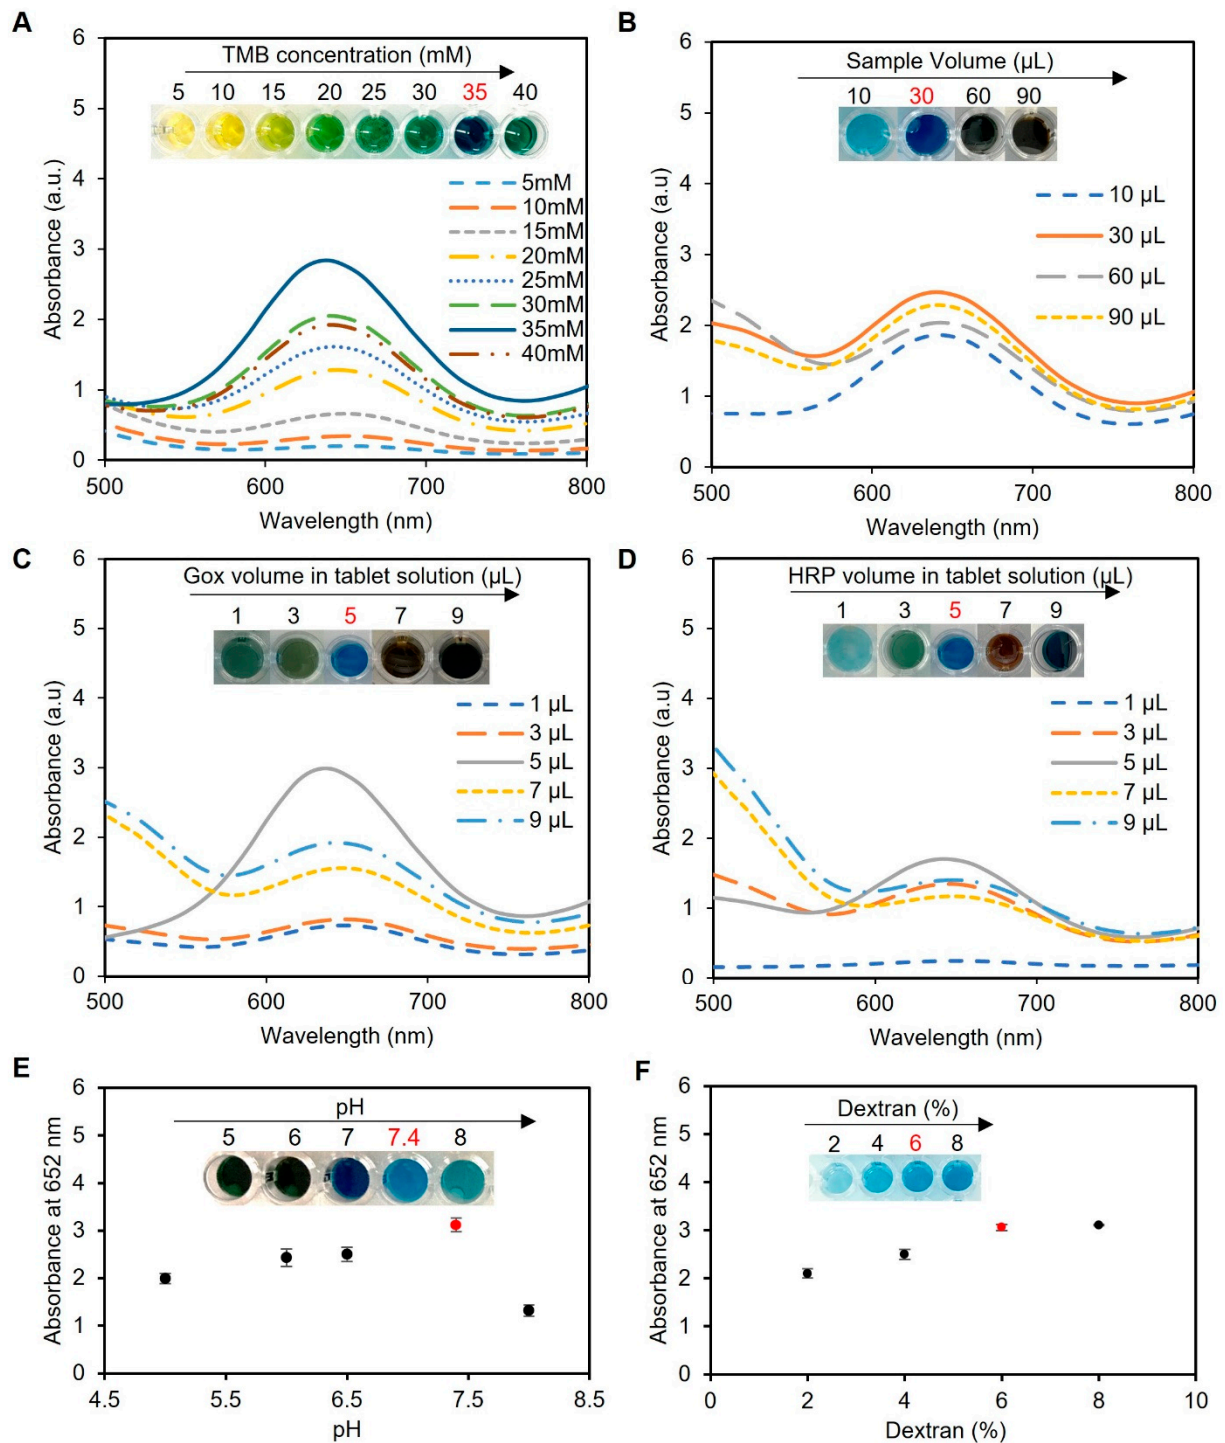 A
TMB concentration (mM)
5 10 15 20 25 30 35 40
5mM
10mM
15mM
20mM
25mM
30mM
35mM
40mM
Absorbance (a.u.)
6
5
4
3
2
1
0
500 600 700 800
Wavelength (nm)
B
Sample Volume (µL)
10 30 60 90
10 µL
30 µL
60 µL
90 µL
Absorbance (a.u)
6
5
4
3
2
1
0
500 600 700 800
Wavelength (nm)
C
Gox volume in tablet solution (µL)
1 3 5 7 9
1 µL
3 µL
5 µL
7 µL
9 µL
Absorbance (a.u)
6
5
4
3
2
1
0
500 600 700 800
Wavelength (nm)
D
HRP volume in tablet solution (µL)
1 3 5 7 9
1 µL
3 µL
5 µL
7 µL
9 µL
Absorbance (a.u)
6
5
4
3
2
1
0
500 600 700 800
Wavelength (nm)
E
pH
5 6 7 7.4 8
Absorbance at 652 nm
6
5
4
3
2
1
0
4.5 5.5 6.5 7.5 8.5
pH
F
Dextran (%)
2 4 6 8
Absorbance at 652 nm
6
5
4
3
2
1
0
0 2 4 6 8 10
Dextran (%)